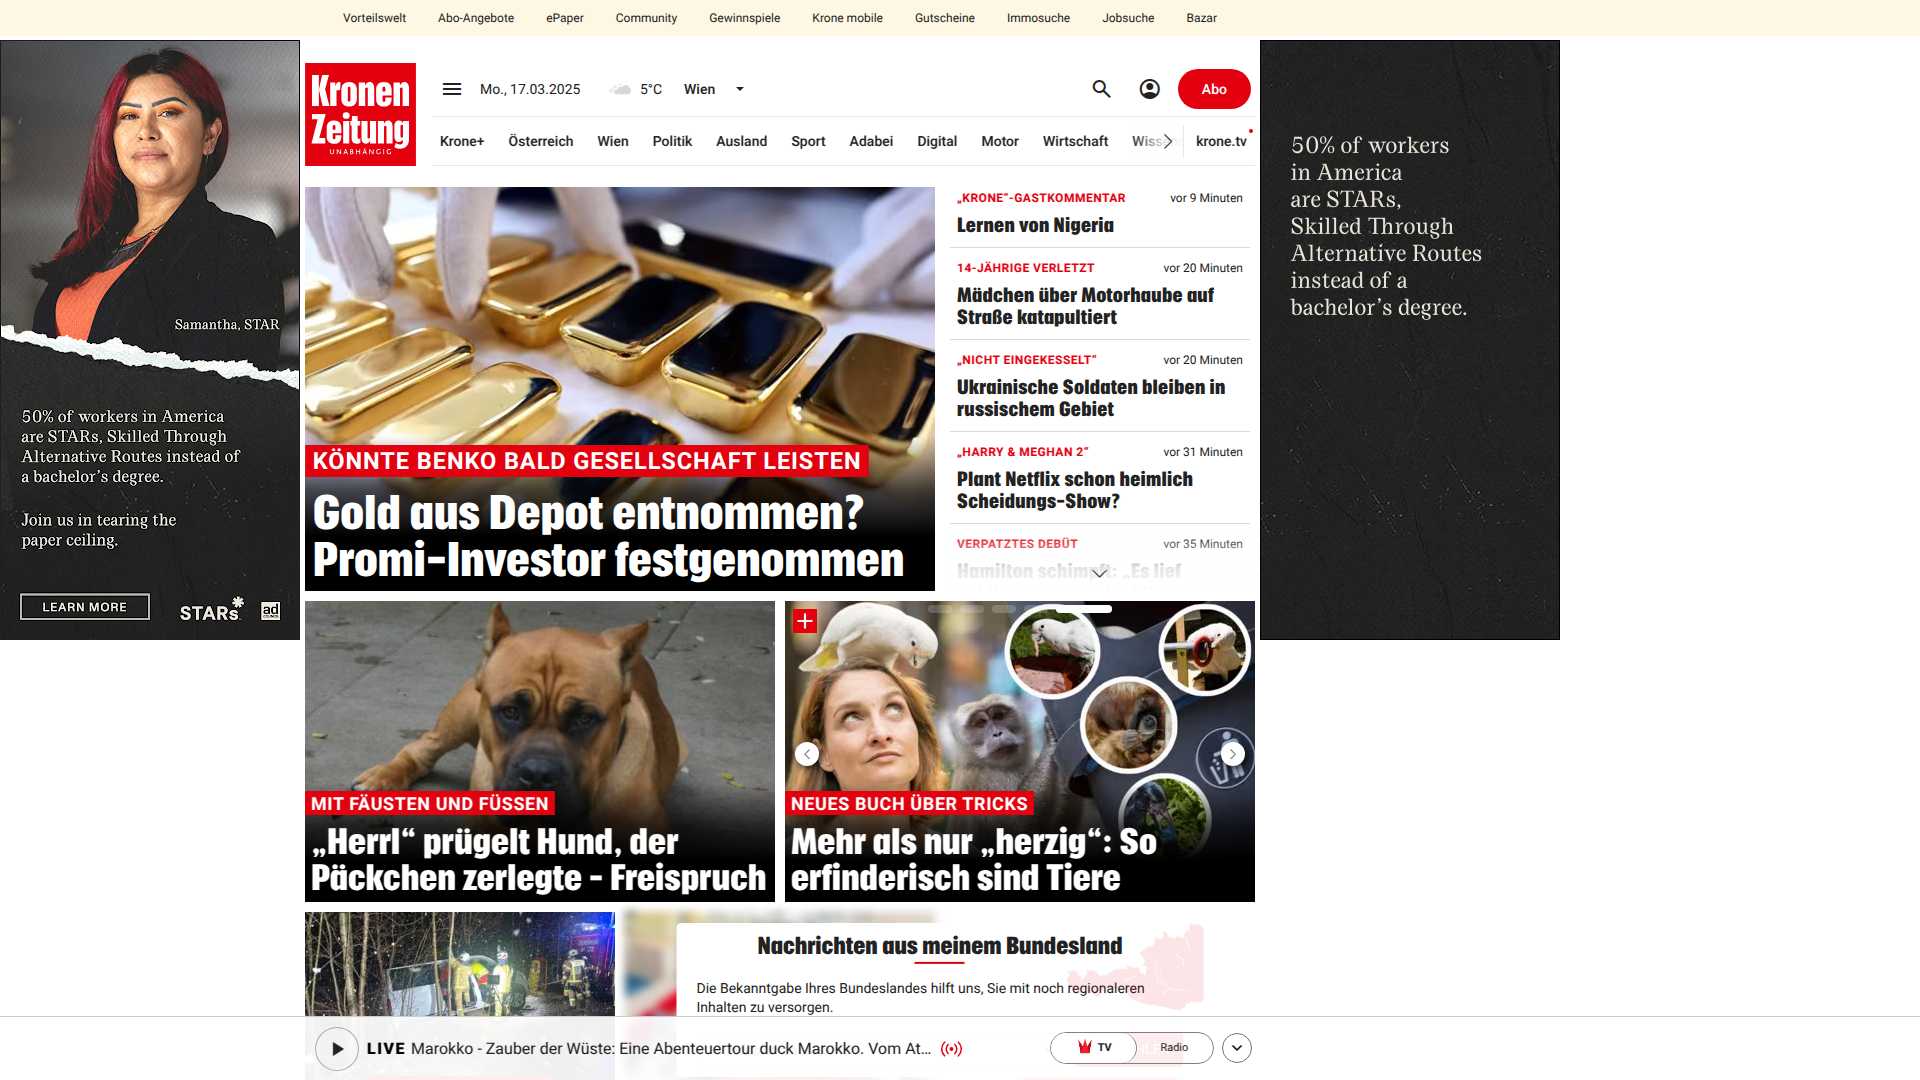 Vorteilswelt Abo-Angebote ePaper Community Gewinnspiele Krone mobile Gutscheine Immosuche Jobsuche Bazar
Kronen
Zeitung
UNABHÄNGIG
Mo., 17.03.2025 5°C Wien Abo
Krone+ Österreich Wien Politik Ausland Sport Adabei Digital Motor Wirtschaft krone.tv
Samantha, STAR
50% of workers in America
are STARs, Skilled Through
Alternative Routes instead of
a bachelor’s degree.
Join us in tearing the
paper ceiling.
LEARN MORE
STARs
ad
KÖNNTE BENKO BALD GESELLSCHAFT LEISTEN
Gold aus Depot entnommen?
Promi-Investor festgenommen
„KRONE“-GASTKOMMENTAR vor 9 Minuten
Lernen von Nigeria
14-JÄHRIGE VERLETZT vor 20 Minuten
Mädchen über Motorhaube auf
Straße katapultiert
„NICHT EINGEKESSELT“ vor 20 Minuten
Ukrainische Soldaten bleiben in
russischem Gebiet
„HARRY & MEGHAN 2“ vor 31 Minuten
Plant Netflix schon heimlich
Scheidungs-Show?
VERPATZTES DEBÜT vor 35 Minuten
Hamilton schimpft: „Es lief
50% of workers
in America
are STARs,
Skilled Through
Alternative Routes
instead of a
bachelor’s degree.
MIT FÄUSTEN UND FÜSSEN
„Herrl“ prügelt Hund, der
Päckchen zerlegte – Freispruch
NEUES BUCH ÜBER TRICKS
Mehr als nur „herzig“: So
erfinderisch sind Tiere
Nachrichten aus meinem Bundesland
Die Bekanntgabe Ihres Bundeslandes hilft uns, Sie mit noch regionaleren
Inhalten zu versorgen.
LIVE Marokko - Zauber der Wüste: Eine Abenteuertour duck Marokko. Vom At...
TV Radio